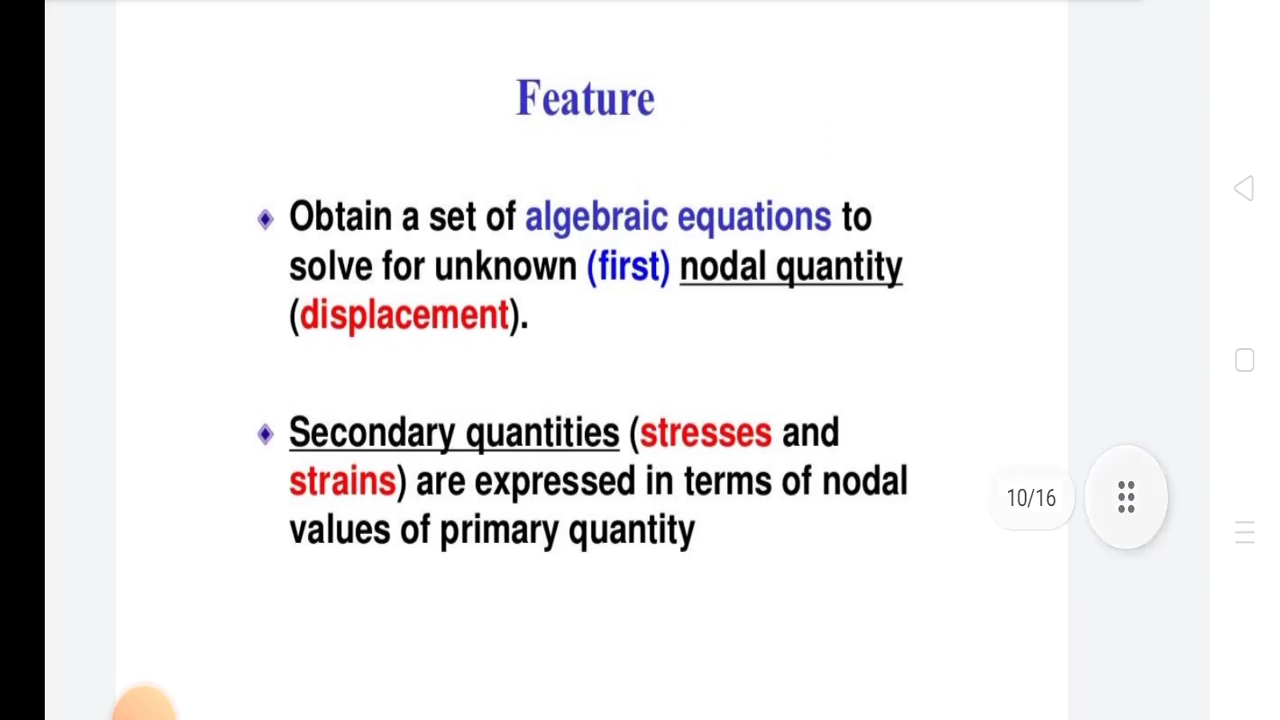 Feature
Obtain a set of algebraic equations to
solve for unknown (first) nodal quantity
(displacement).
Secondary quantities (stresses and
strains) are expressed in terms of nodal
values of primary quantity
10/16